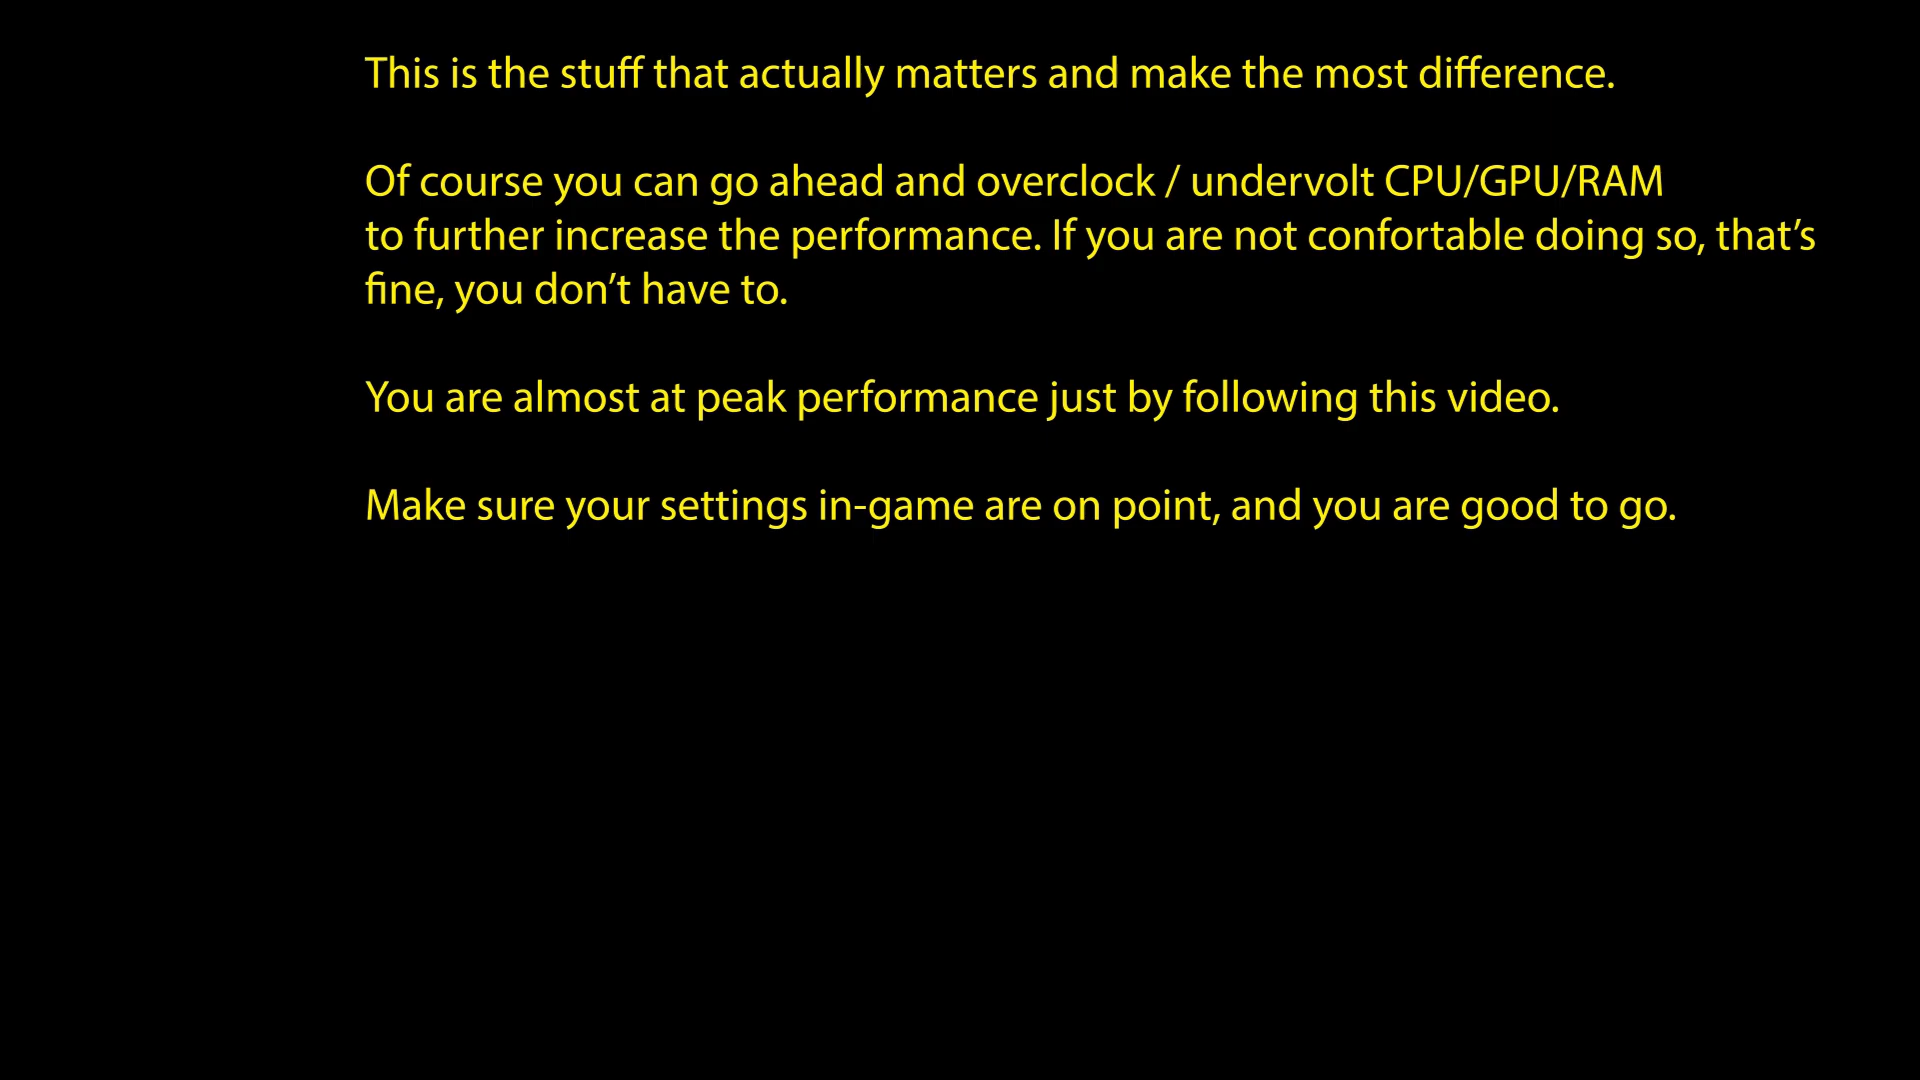 This is the stuff that actually matters and make the most difference.
Of course you can go ahead and overclock / undervolt CPU/GPU/RAM
to further increase the performance. If you are not confortable doing so, that’s
fine, you don’t have to.
You are almost at peak performance just by following this video.
Make sure your settings in-game are on point, and you are good to go.